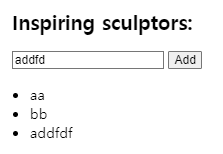 Inspiring sculptors:
addfd Add
aa
bb
addfdf